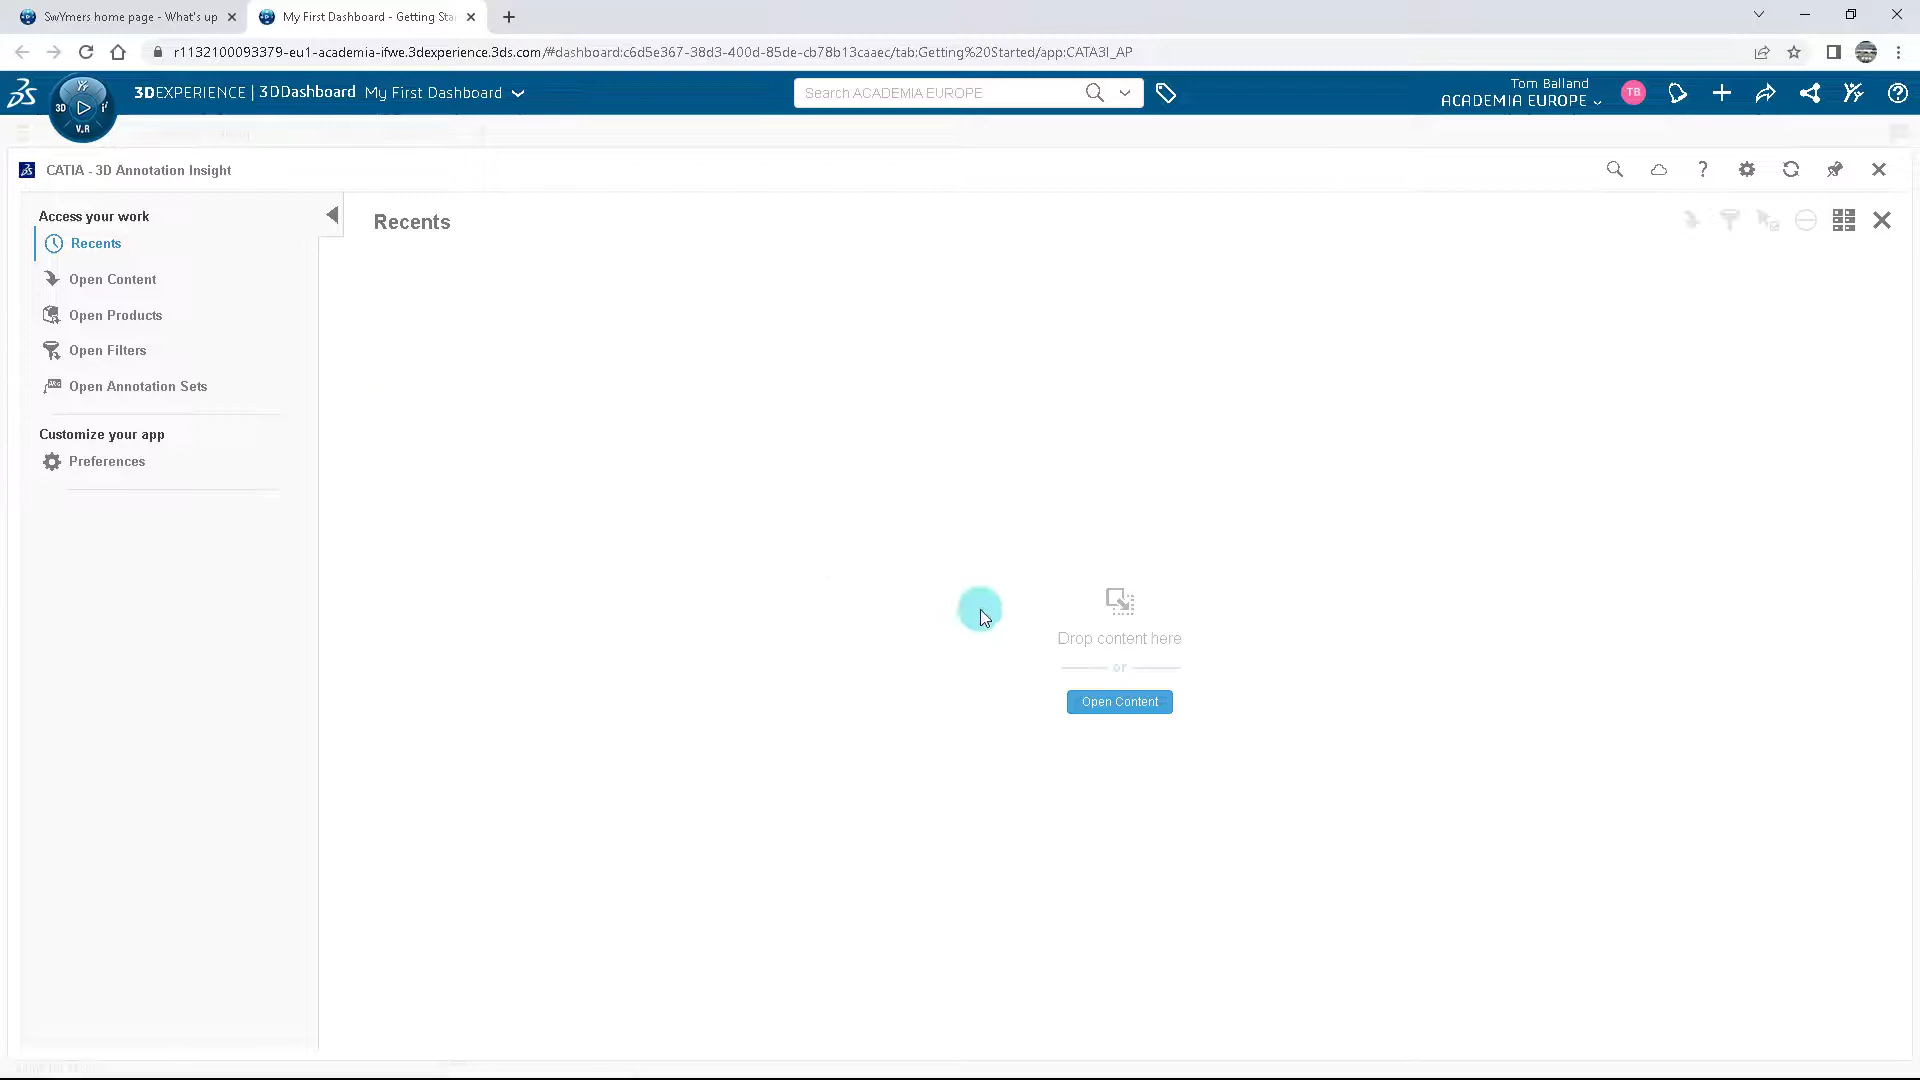 SwYmers home page - What's up
My First Dashboard - Getting Sta
r1132100093379-eu1-academia-ifwe.3dexperience.3ds.com/#dashboard:c6d5e367-38d3-400d-85de-cb78b13caaec/tab:Getting%20Started/app:CATA3I_AP
3D
V.R
3DEXPERIENCE | 3DDashboard My First Dashboard
Search ACADEMIA EUROPE
Tom Balland
ACADEMIA EUROPE
TB
CATIA - 3D Annotation Insight
Access your work
Recents
Open Content
Open Products
Open Filters
Open Annotation Sets
Customize your app
Preferences
Recents
Drop content here
or
Open Content